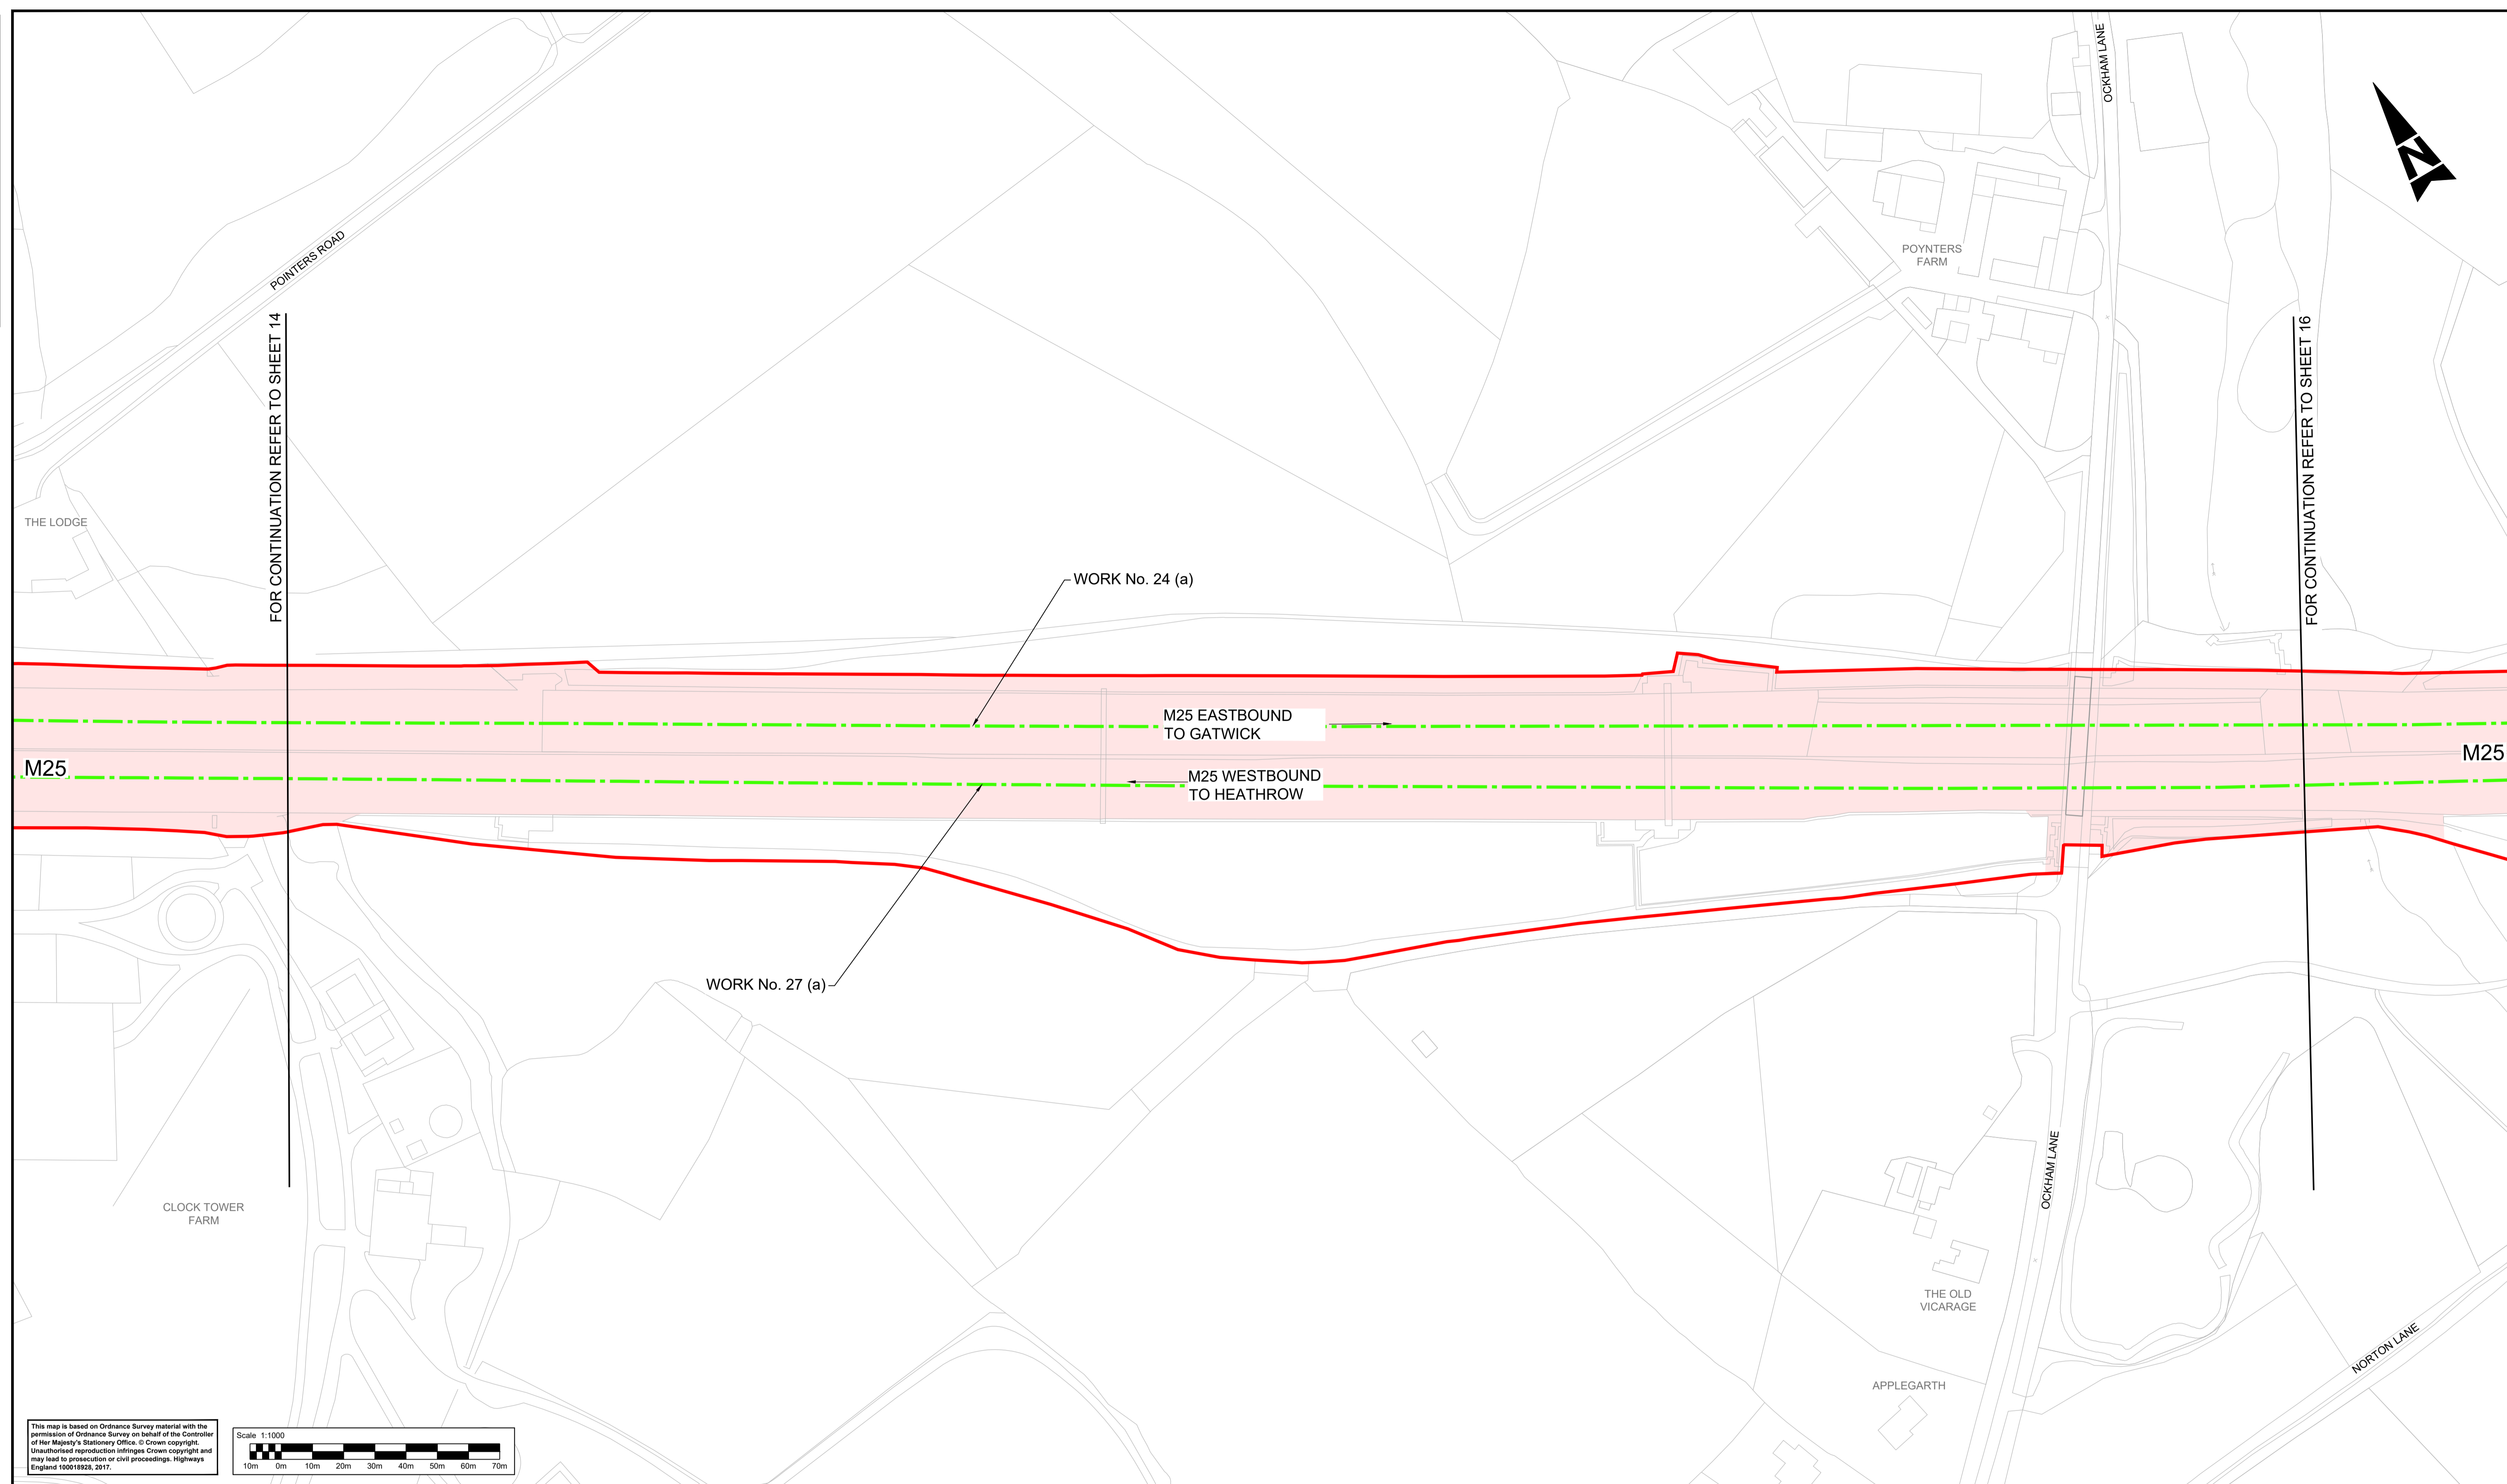 OCKHAM LANE
N
POINTERS ROAD
POYNTERS
FARM
FOR CONTINUATION REFER TO SHEET 14
FOR CONTINUATION REFER TO SHEET 16
THE LODGE
WORK No. 24 (a)
M25 EASTBOUND
TO GATWICK
M25
M25
M25 WESTBOUND
TO HEATHROW
WORK No. 27 (a)
OCKHAM LANE
CLOCK TOWER
FARM
THE OLD
VICARAGE
NORTON LANE
APPLEGARTH
This map is based on Ordnance Survey material with the
permission of Ordnance Survey on behalf of the Controller
of Her Majesty's Stationery Office. © Crown copyright.
Unauthorised reproduction infringes Crown copyright and
may lead to prosecution or civil proceedings. Highways
England 100018928, 2017.
Scale 1:1000
10m 0m 10m 20m 30m 40m 50m 60m 70m